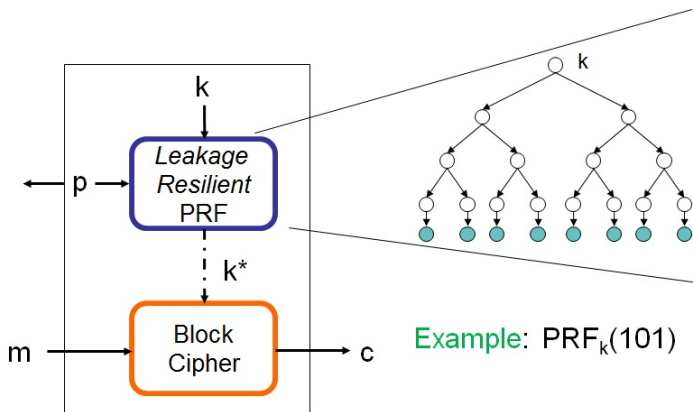 k
k
Leakage
Resilient
PRF
p
k*
Block
Cipher
m
c
Example: PRFk(101)